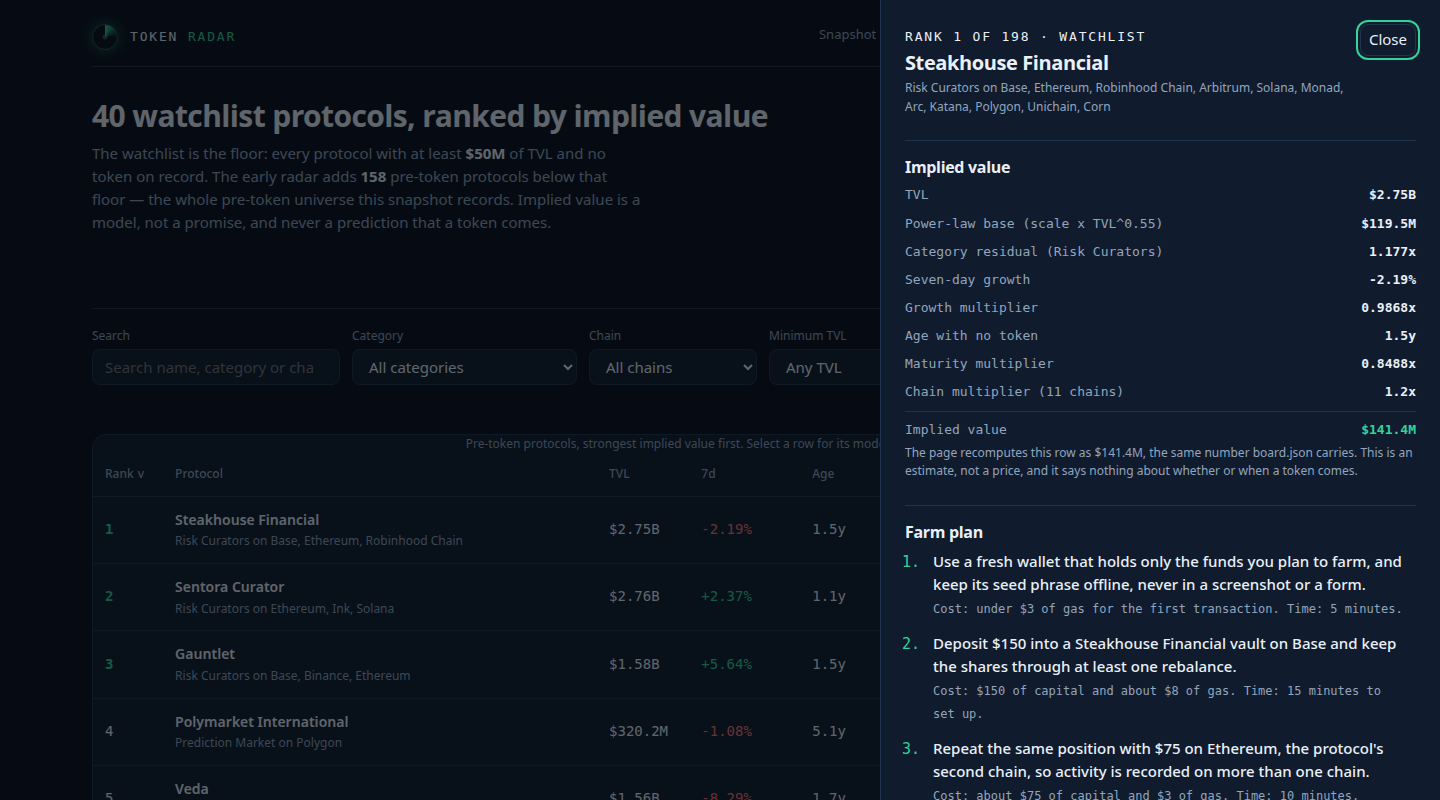 TOKEN RADAR
Snapshot
40 watchlist protocols, ranked by implied value
The watchlist is the floor: every protocol with at least $50M of TVL and no
token on record. The early radar adds 158 pre-token protocols below that
floor — the whole pre-token universe this snapshot records. Implied value is a
model, not a promise, and never a prediction that a token comes.
Search
Category
Chain
Minimum TVL
Search name, category or cha
All categories
All chains
Any TVL
Pre-token protocols, strongest implied value first. Select a row for its mode
Rank v Protocol TVL 7d Age
1 Steakhouse Financial $2.75B -2.19% 1.5y
Risk Curators on Base, Ethereum, Robinhood Chain
2 Sentora Curator $2.76B +2.37% 1.1y
Risk Curators on Ethereum, Ink, Solana
3 Gauntlet $1.58B +5.64% 1.5y
Risk Curators on Base, Binance, Ethereum
4 Polymarket International $320.2M -1.08% 5.1y
Prediction Market on Polygon
5 Veda $1.56B -8.29% 1.7y
RANK 1 OF 198 · WATCHLIST
Close
Steakhouse Financial
Risk Curators on Base, Ethereum, Robinhood Chain, Arbitrum, Solana, Monad,
Arc, Katana, Polygon, Unichain, Corn
Implied value
TVL $2.75B
Power-law base (scale x TVL^0.55) $119.5M
Category residual (Risk Curators) 1.177x
Seven-day growth -2.19%
Growth multiplier 0.9868x
Age with no token 1.5y
Maturity multiplier 0.8488x
Chain multiplier (11 chains) 1.2x
Implied value $141.4M
The page recomputes this row as $141.4M, the same number board.json carries. This is an
estimate, not a price, and it says nothing about whether or when a token comes.
Farm plan
1. Use a fresh wallet that holds only the funds you plan to farm, and
keep its seed phrase offline, never in a screenshot or a form.
Cost: under $3 of gas for the first transaction. Time: 5 minutes.
2. Deposit $150 into a Steakhouse Financial vault on Base and keep
the shares through at least one rebalance.
Cost: $150 of capital and about $8 of gas. Time: 15 minutes to
set up.
3. Repeat the same position with $75 on Ethereum, the protocol's
second chain, so activity is recorded on more than one chain.
Cost: about $75 of capital and $3 of gas. Time: 10 minutes.